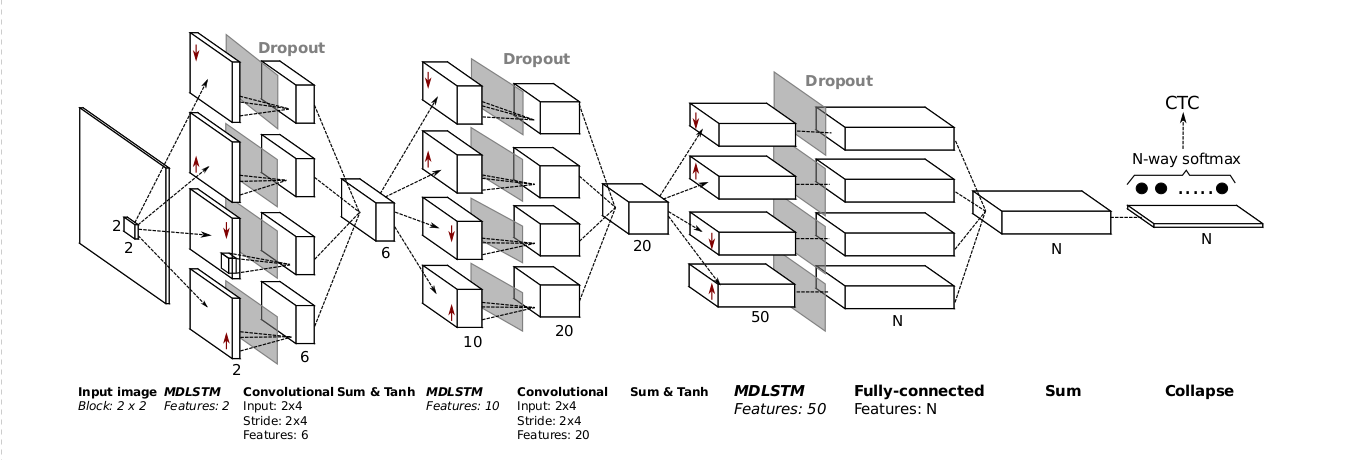 Dropout
Dropout
Dropout
CTC
N-way softmax
.....
2
2
2
6
6
10
20
20
50
N
N
N
Input image
Block: 2 x 2
MDLSTM
Features: 2
Convolutional
Input: 2x4
Stride: 2x4
Features: 6
Sum & Tanh
MDLSTM
Features: 10
Convolutional
Input: 2x4
Stride: 2x4
Features: 20
Sum & Tanh
MDLSTM
Features: 50
Fully-connected
Features: N
Sum
Collapse